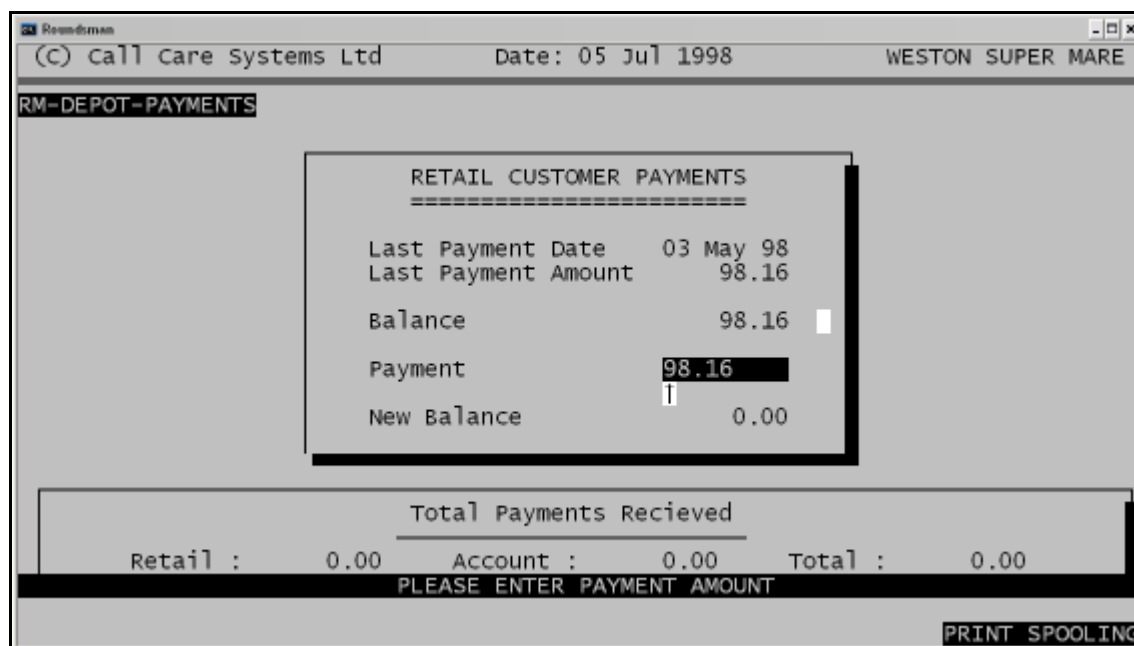 Roundsman
(C) Call Care Systems Ltd Date: 05 Jul 1998 WESTON SUPER MARE
RM-DEPOT-PAYMENTS
RETAIL CUSTOMER PAYMENTS
========================
Last Payment Date 03 May 98
Last Payment Amount 98.16
Balance 98.16
Payment 98.16
↑
New Balance 0.00
Total Payments Recieved
Retail : 0.00 Account : 0.00 Total : 0.00
PLEASE ENTER PAYMENT AMOUNT
PRINT SPOOLING